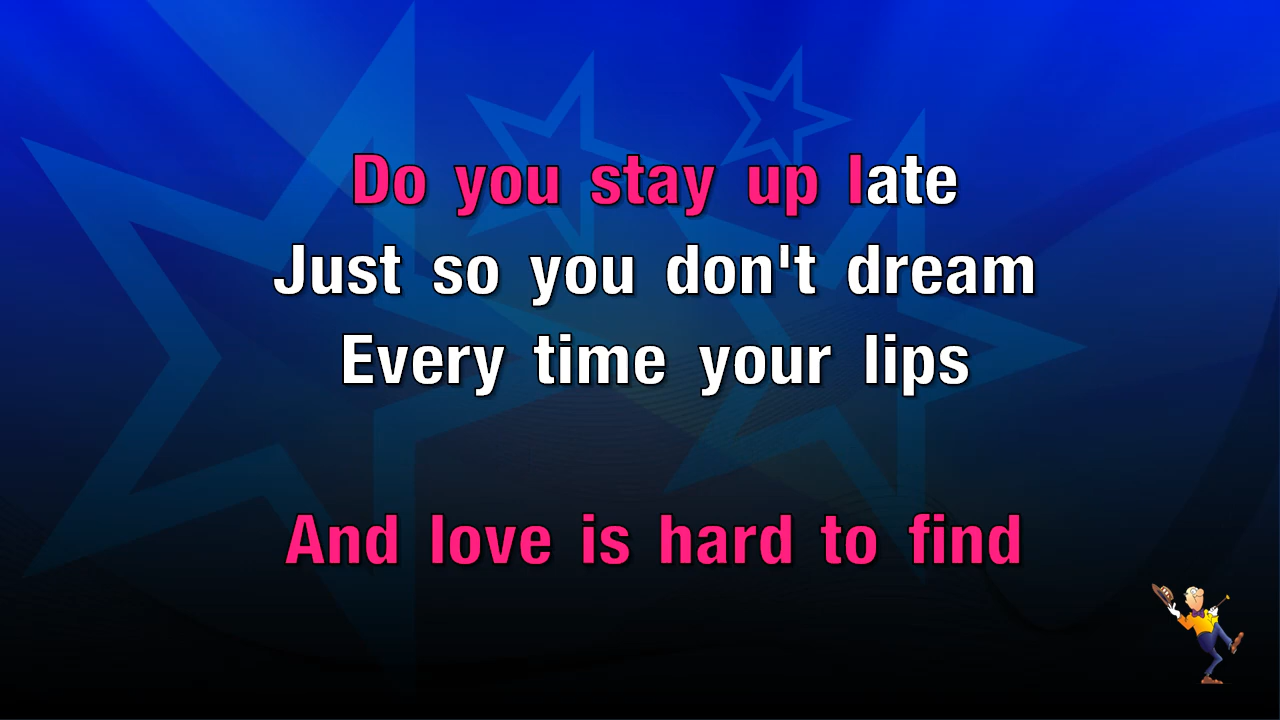 Do you stay up late
Just so you don't dream
Every time your lips
And love is hard to find